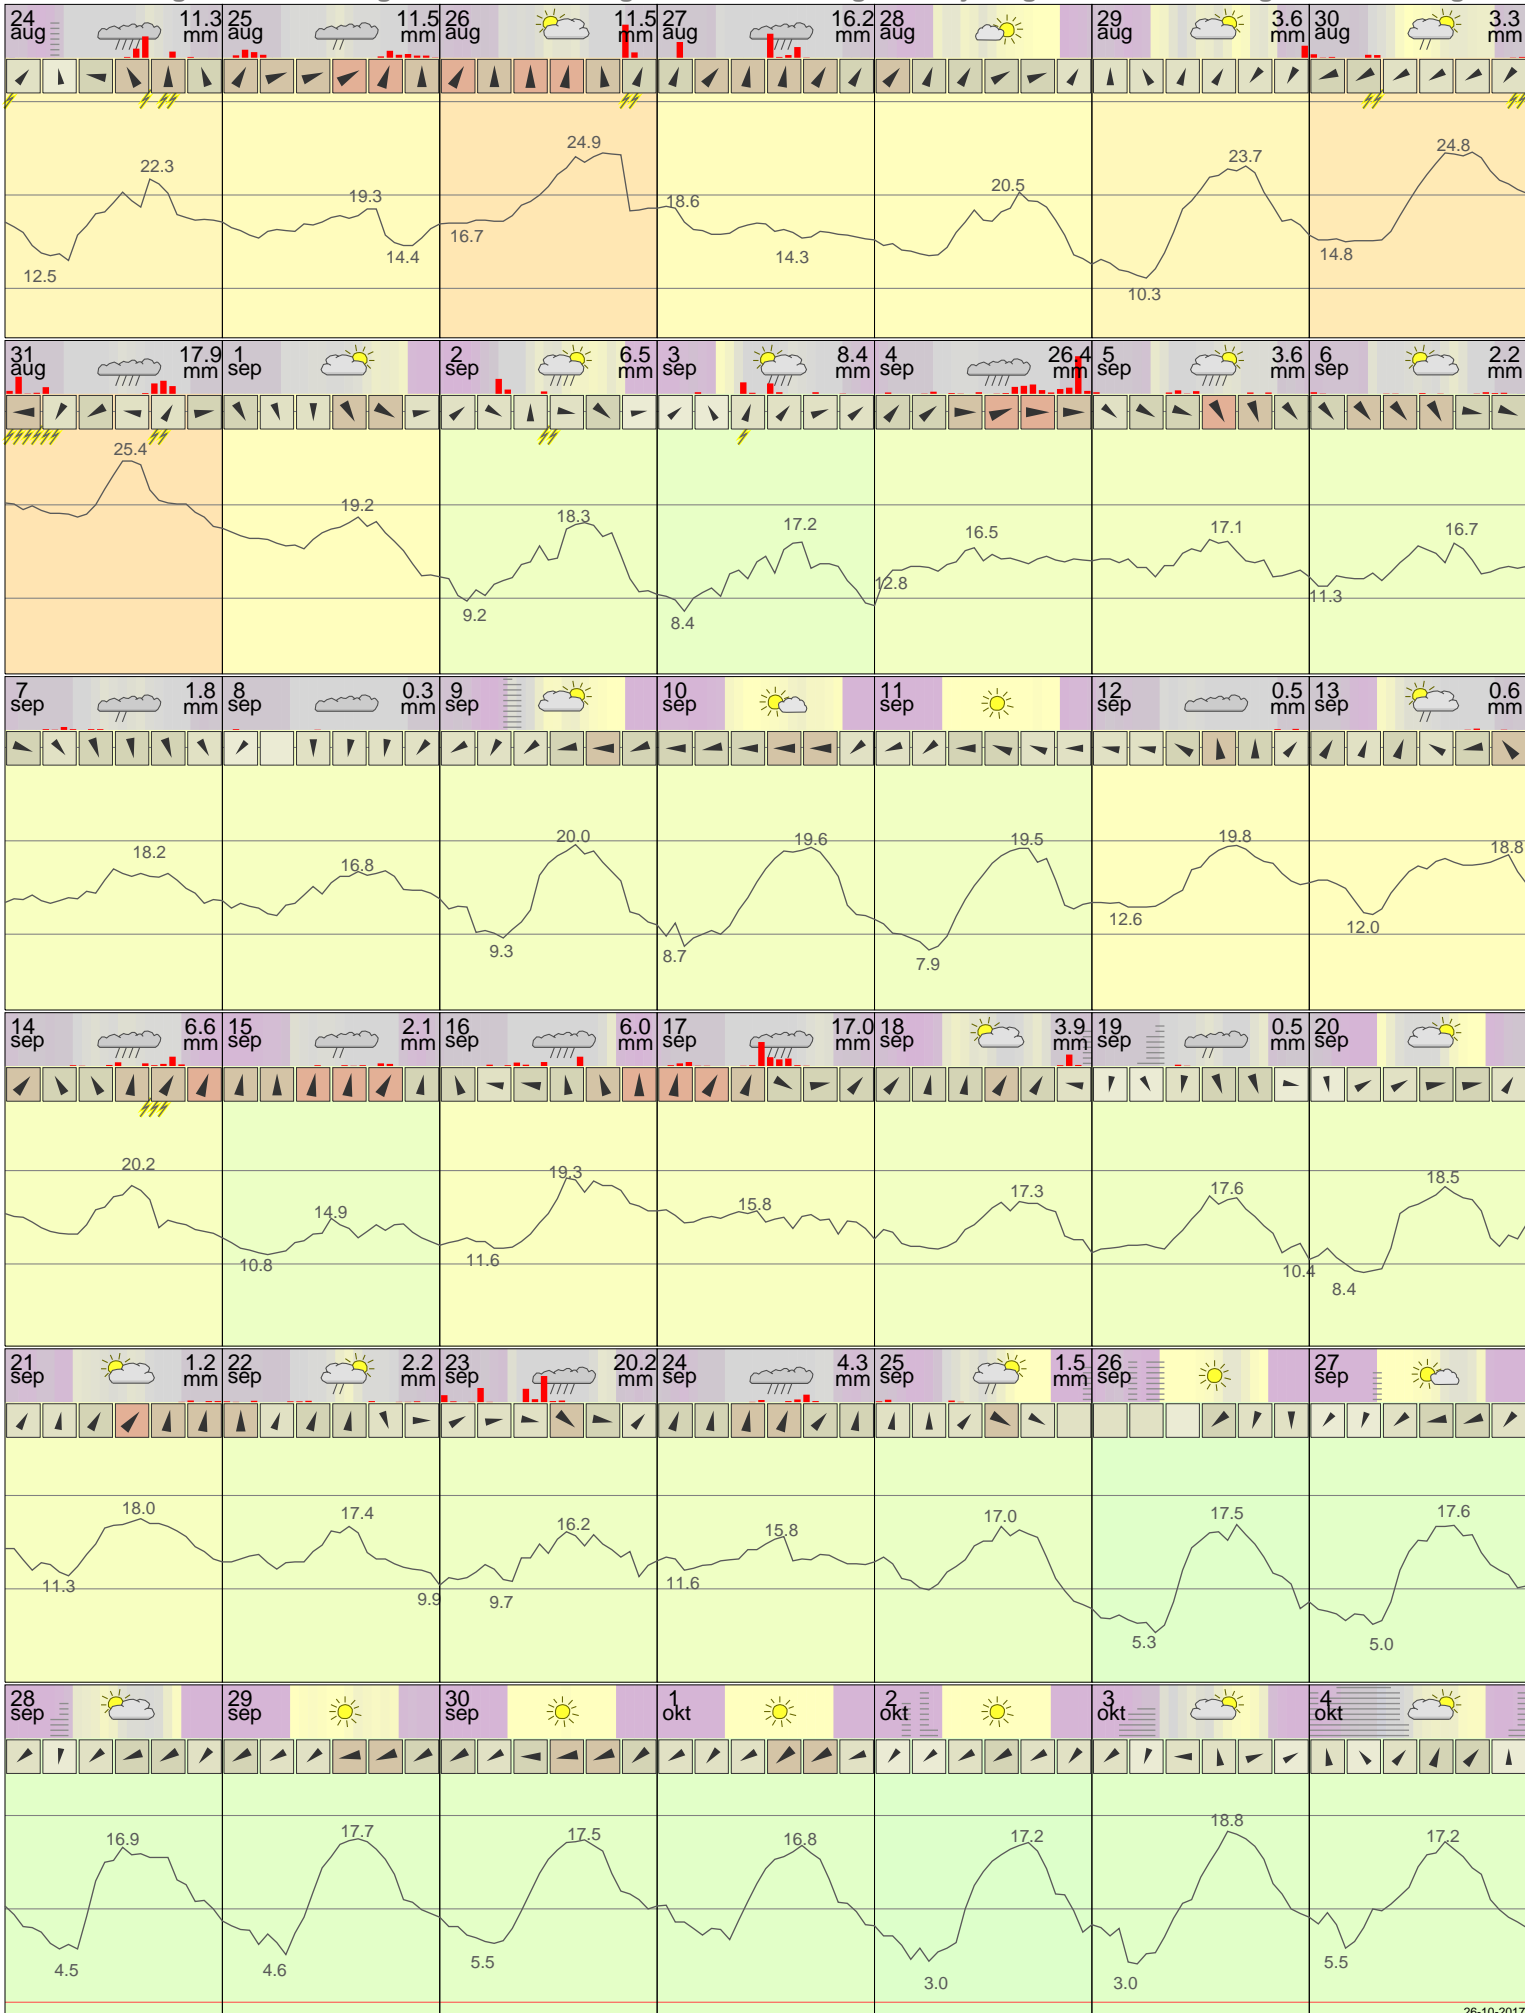 24 aug 11.3 mm
25 aug 11.5 mm
26 aug 11.5 mm
27 aug 16.2 mm
28 aug
29 aug 3.6 mm
30 aug 3.3 mm
22.3 12.5
19.3 14.4
24.9 16.7
18.6 14.3
20.5
23.7 10.3
24.8 14.8
31 aug 17.9 mm
1 sep
2 sep 6.5 mm
3 sep 8.4 mm
4 sep 26.4 mm
5 sep 3.6 mm
6 sep 2.2 mm
25.4
19.2
18.3 9.2
17.2 8.4
16.5 12.8
17.1
16.7 11.3
7 sep 1.8 mm
8 sep 0.3 mm
9 sep
10 sep
11 sep
12 sep 0.5 mm
13 sep 0.6 mm
18.2
16.8
20.0 9.3
19.6 8.7
19.5 7.9
19.8 12.6
18.8 12.0
14 sep 6.6 mm
15 sep 2.1 mm
16 sep 6.0 mm
17 sep 17.0 mm
18 sep 3.9 mm
19 sep 0.5 mm
20 sep
20.2
14.9 10.8
19.3 11.6
15.8
17.3
17.6 10.4
18.5 8.4
21 sep 1.2 mm
22 sep 2.2 mm
23 sep 20.2 mm
24 sep 4.3 mm
25 sep 1.5 mm
26 sep
27 sep
18.0 11.3
17.4 9.9
16.2 9.7
15.8 11.6
17.0
17.5 5.3
17.6 5.0
28 sep
29 sep
30 sep
1 okt
2 okt
3 okt
4 okt
16.9 4.5
17.7 4.6
17.5 5.5
16.8
17.2 3.0
18.8 3.0
17.2 5.5
26-10-2017